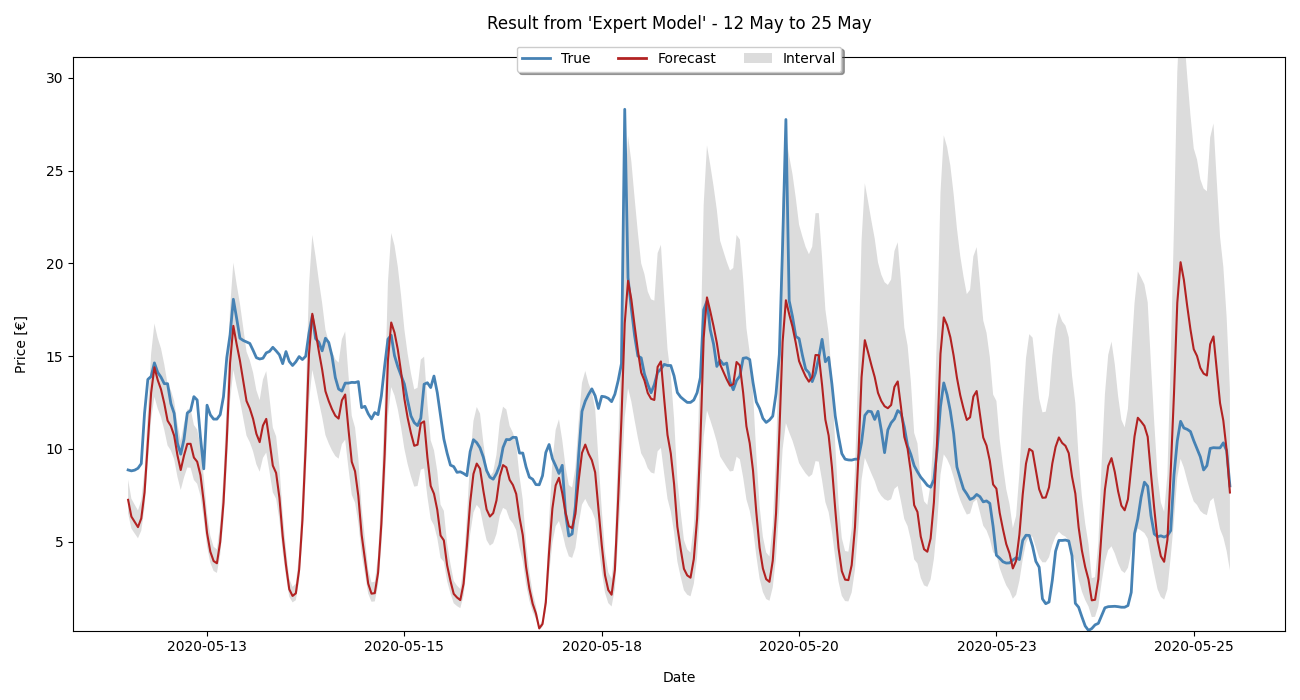 Result from 'Expert Model' - 12 May to 25 May
True Forecast Interval
30
25
20
15
10
5
Price [€]
2020-05-13 2020-05-15 2020-05-18 2020-05-20 2020-05-23 2020-05-25
Date